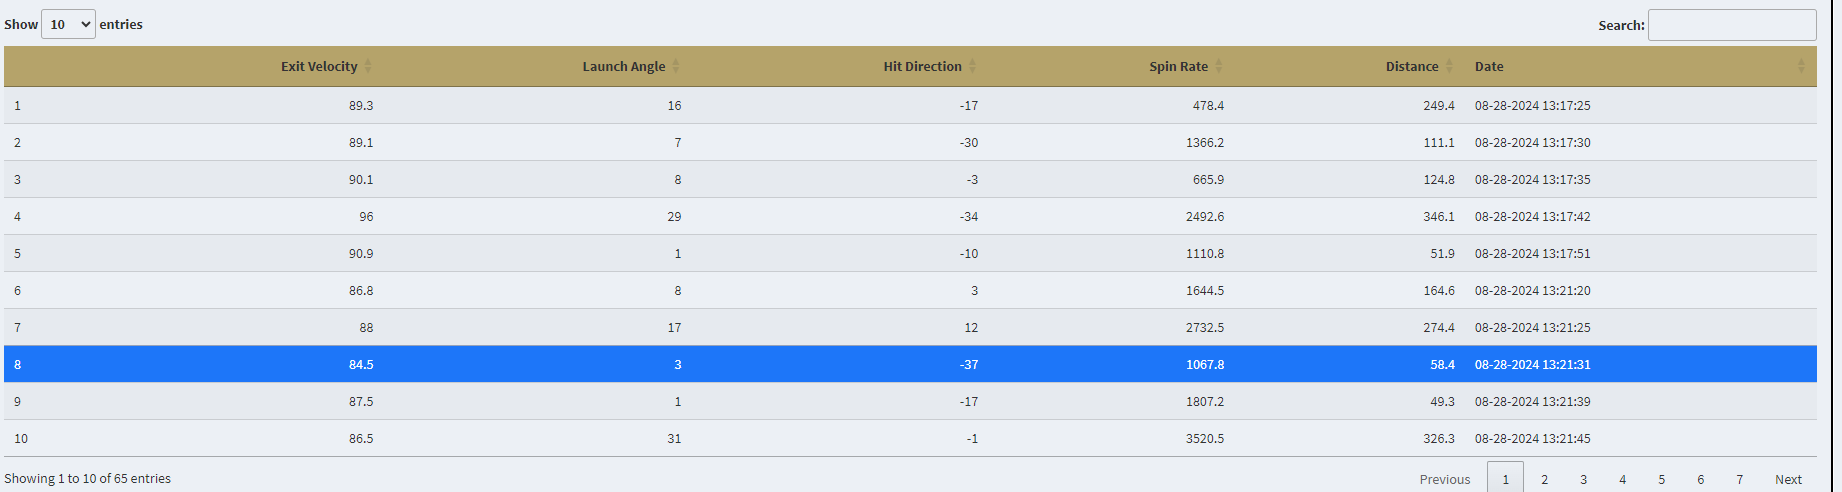 Show 10 entries Search:
Exit Velocity Launch Angle Hit Direction Spin Rate Distance Date
1 89.3 16 -17 478.4 249.4 08-28-2024 13:17:25
2 89.1 7 -30 1366.2 111.1 08-28-2024 13:17:30
3 90.1 8 -3 665.9 124.8 08-28-2024 13:17:35
4 96 29 -34 2492.6 346.1 08-28-2024 13:17:42
5 90.9 1 -10 1110.8 51.9 08-28-2024 13:17:51
6 86.8 8 3 1644.5 164.6 08-28-2024 13:21:20
7 88 17 12 2732.5 274.4 08-28-2024 13:21:25
8 84.5 3 -37 1067.8 58.4 08-28-2024 13:21:31
9 87.5 1 -17 1807.2 49.3 08-28-2024 13:21:39
10 86.5 31 -1 3520.5 326.3 08-28-2024 13:21:45
Showing 1 to 10 of 65 entries Previous 1 2 3 4 5 6 7 Next